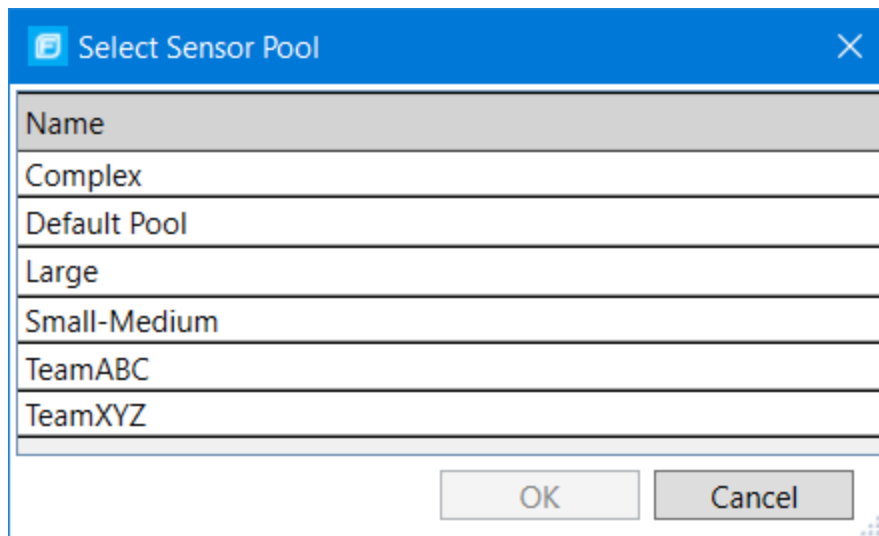 Select Sensor Pool
Name
Complex
Default Pool
Large
Small-Medium
TeamABC
TeamXYZ
OK Cancel